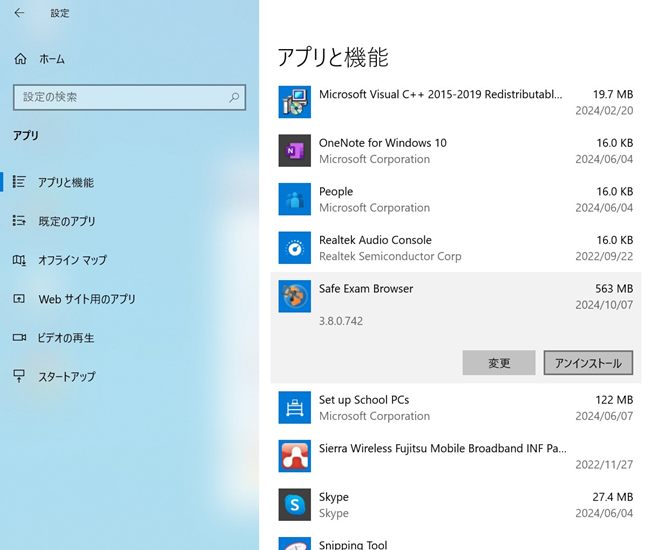 設定
ホーム
設定の検索
アプリ
アプリと機能
既定のアプリ
オフライン マップ
Web サイト用のアプリ
ビデオの再生
スタートアップ
アプリと機能
Microsoft Visual C++ 2015-2019 Redistributabl... 19.7 MB
2024/02/20
OneNote for Windows 10 16.0 KB
Microsoft Corporation 2024/06/04
People 16.0 KB
Microsoft Corporation 2024/06/04
Realtek Audio Console 16.0 KB
Realtek Semiconductor Corp 2022/09/22
Safe Exam Browser 563 MB
2024/10/07
3.8.0.742
変更 アンインストール
Set up School PCs 122 MB
Microsoft Corporation 2024/06/07
Sierra Wireless Fujitsu Mobile Broadband INF Pa...
2022/11/27
Skype 27.4 MB
Skype 2024/06/04
Snipping Tool